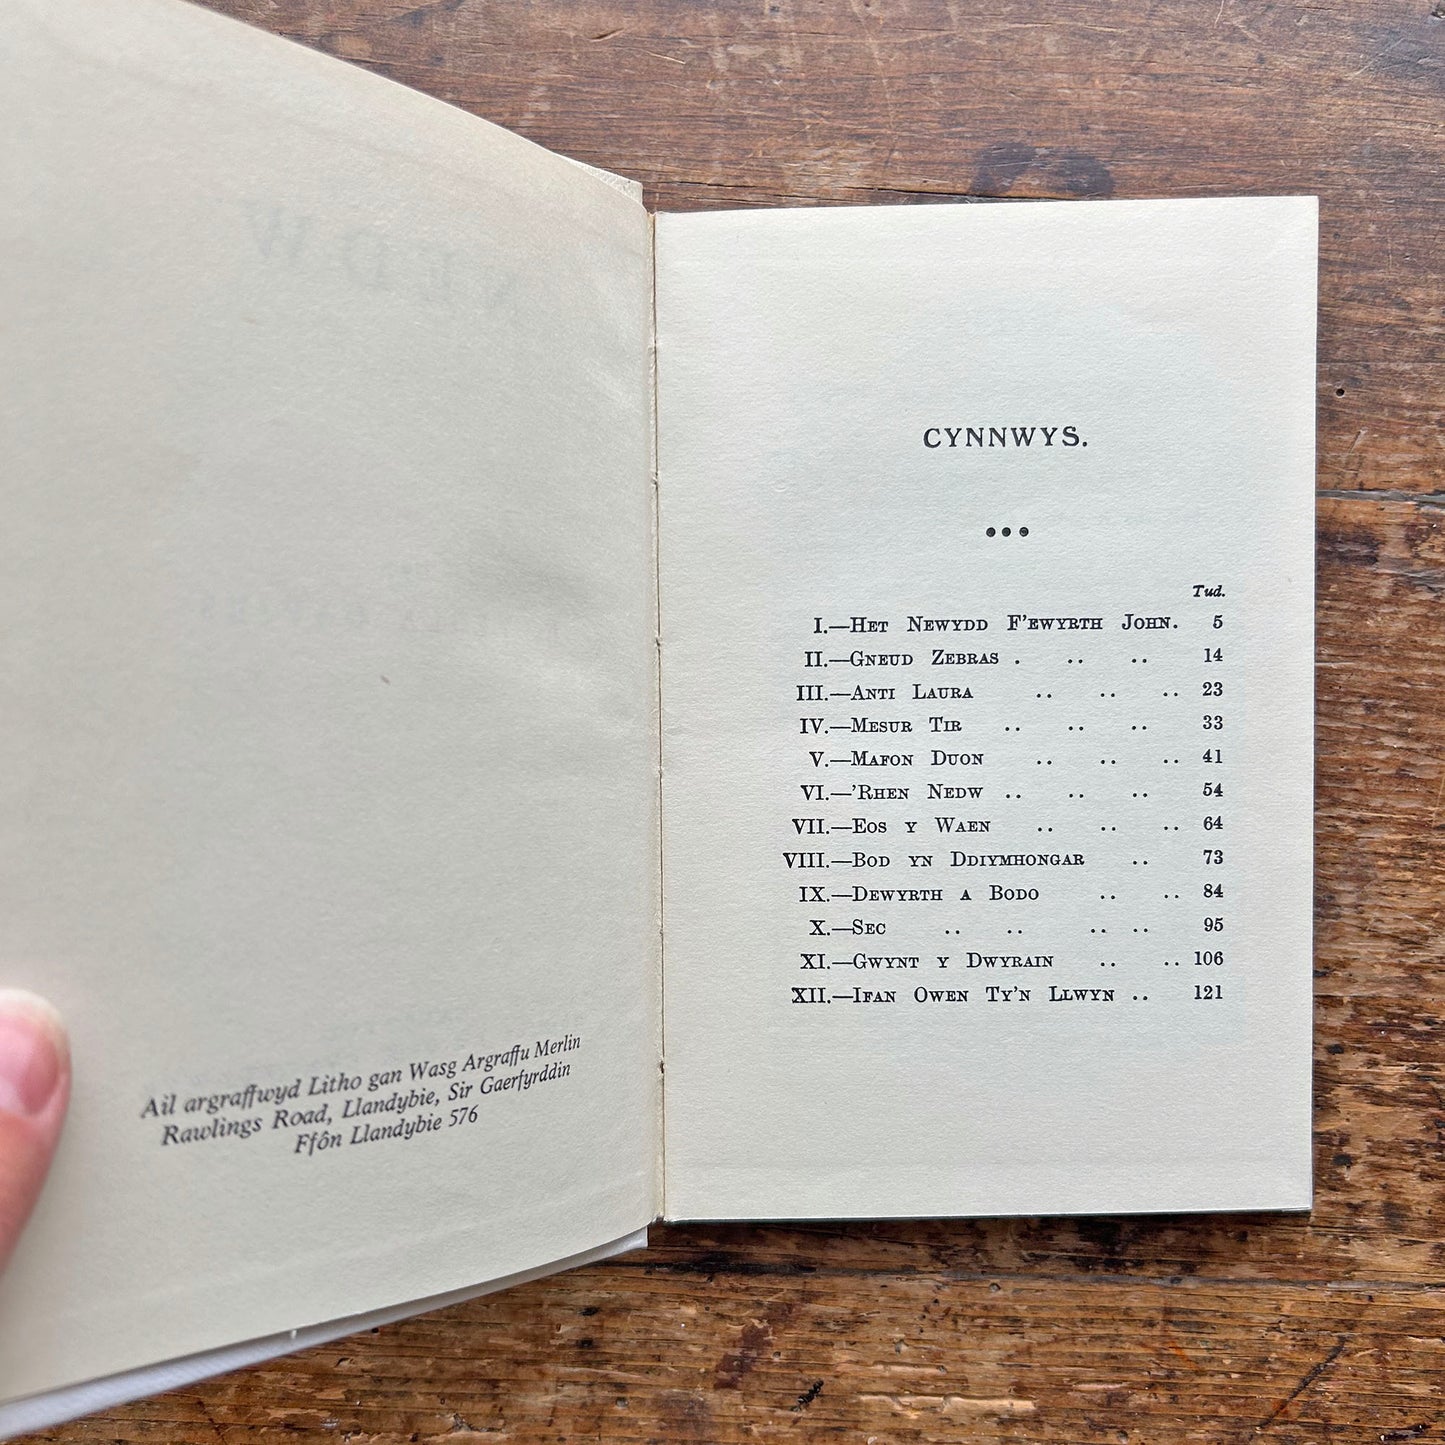 Ail argraffwyd Litho gan Wasg Argraffu Merlin
Rawlings Road, Llandybie, Sir Gaerfyrddin
Ffôn Llandybie 576
CYNNWYS.
Tud.
I.—Het Newydd F'ewyrth John. 5
II.—Gneud Zebras . .. .. 14
III.—Anti Laura .. .. .. 23
IV.—Mesur Tir .. .. .. 33
V.—Mafon Duon .. .. .. 41
VI.—'Rhen Nedw .. .. .. 54
VII.—Eos y Waen .. .. .. 64
VIII.—Bod yn Ddiymhongar .. 73
IX.—Dewyrth a Bodo .. .. 84
X.—Sec .. .. .. .. 95
XI.—Gwynt y Dwyrain .. .. 106
XII.—Ifan Owen Ty'n Llwyn .. 121